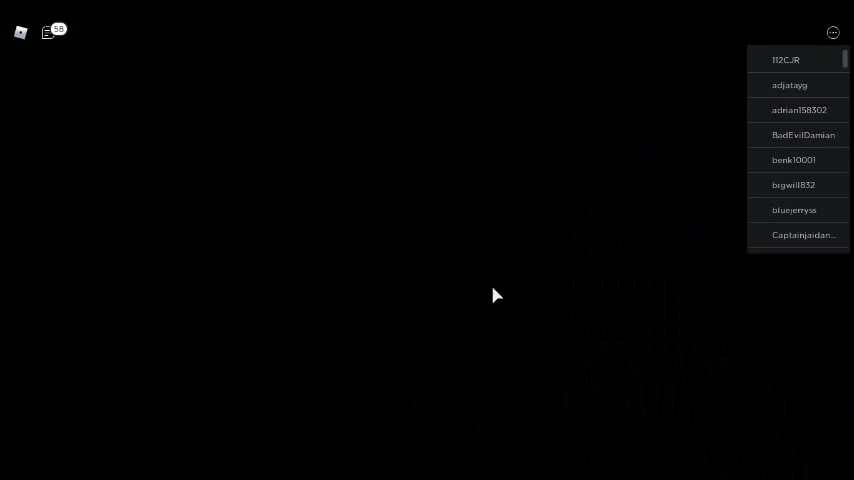 58
112CJR
adjatayg
adrian158302
BadEvilDamian
benk10001
bigwill832
bluejerryss
Captainjaidan...